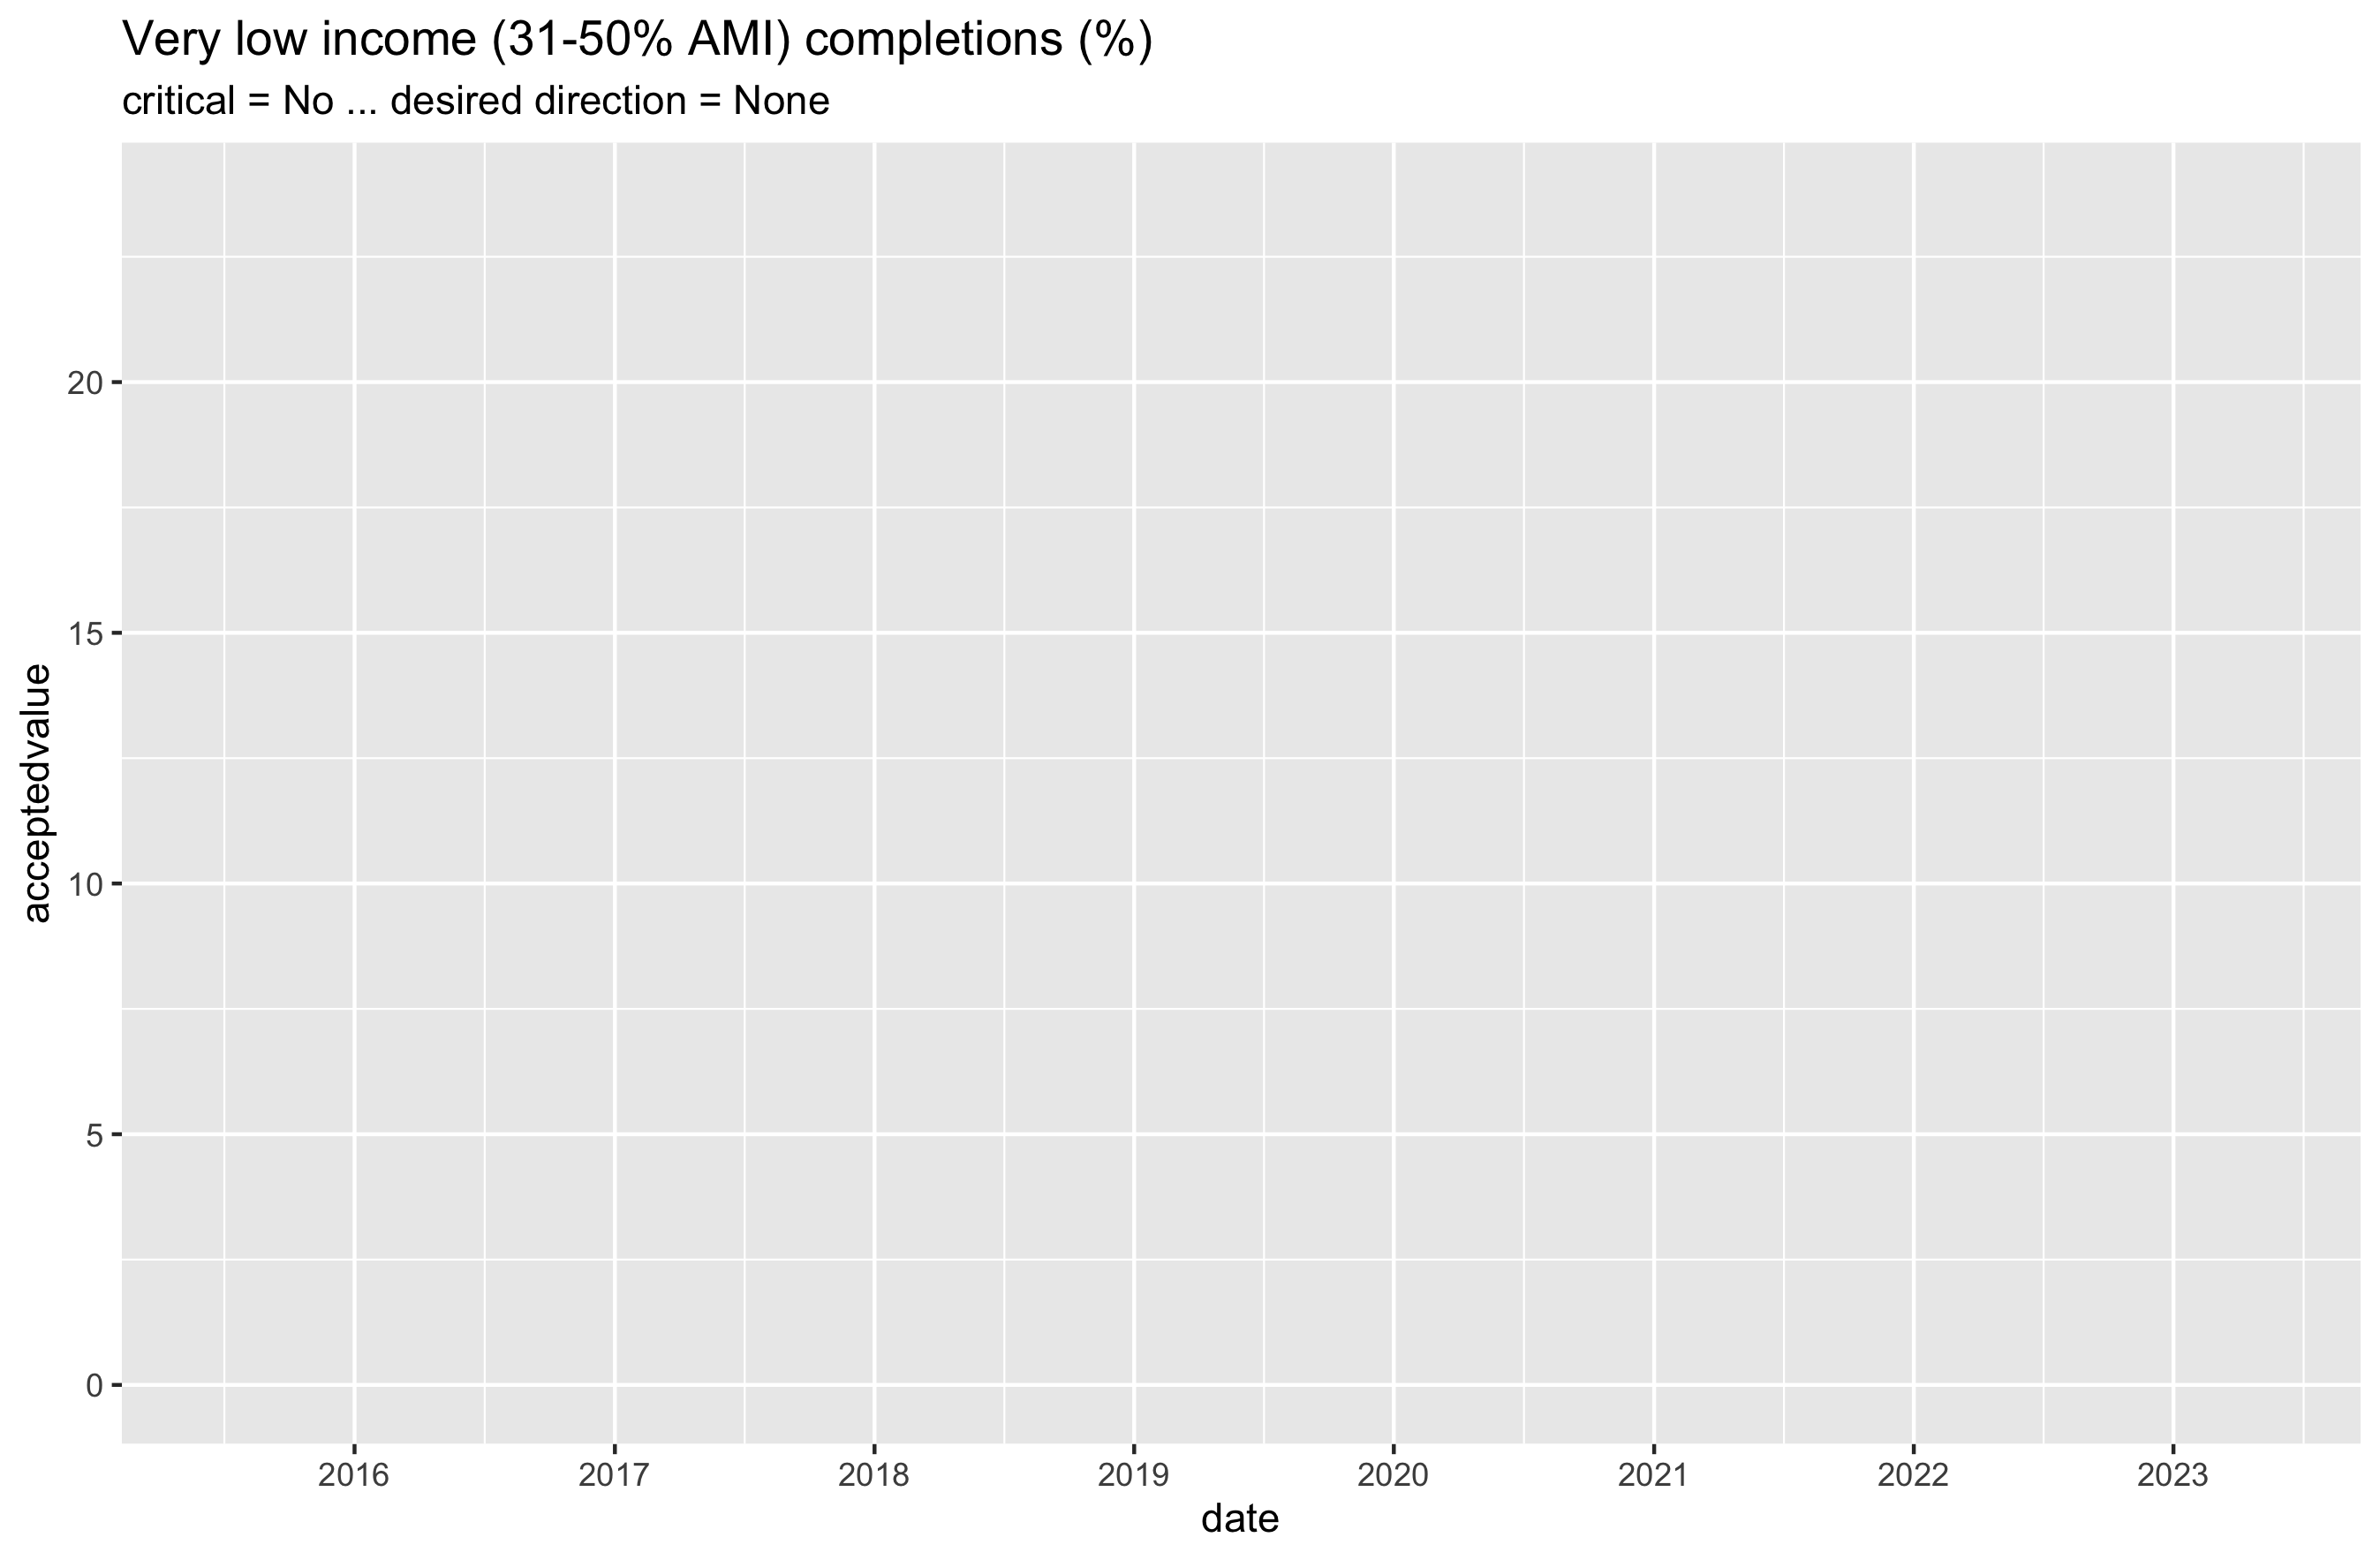 Very low income (31-50% AMI) completions (%)
critical = No ... desired direction = None
acceptedvalue
20
15
10
5
0
2016 2017 2018 2019 2020 2021 2022 2023
date